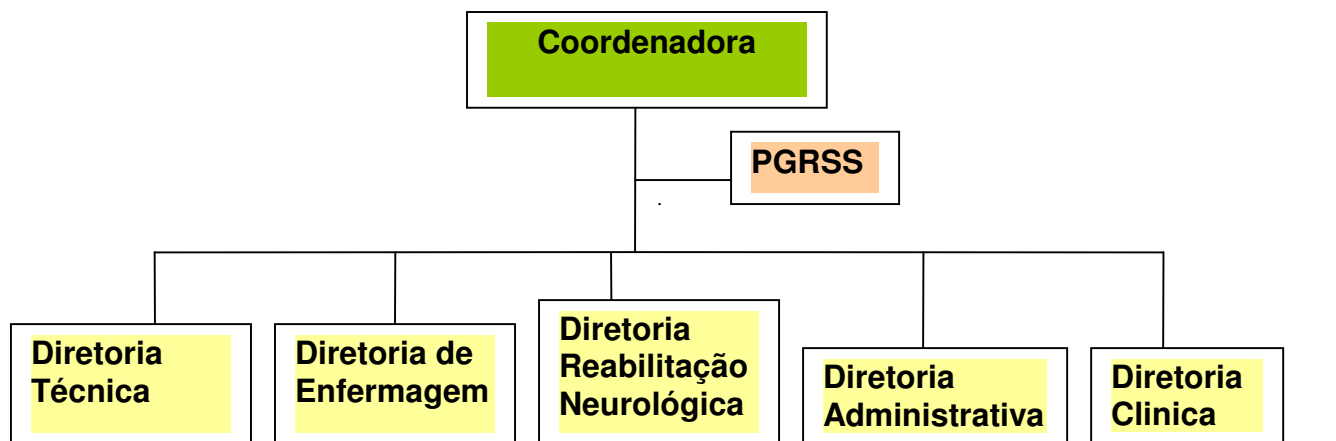 Coordenadora
PGRSS
.
Diretoria
Técnica
Diretoria de
Enfermagem
Diretoria
Reabilitação
Neurológica
Diretoria
Administrativa
Diretoria
Clinica